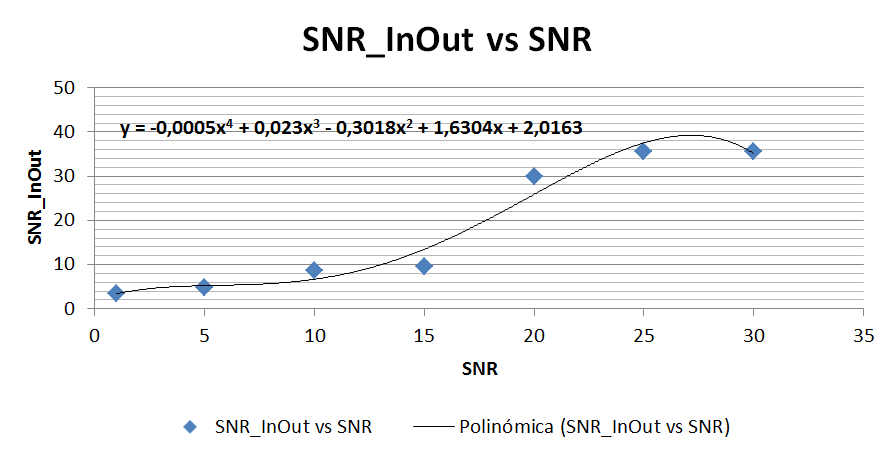 SNR_InOut vs SNR
y = -0,0005x⁴ + 0,023x³ - 0,3018x² + 1,6304x + 2,0163
50
40
30
20
10
0
SNR_InOut
0 5 10 15 20 25 30 35
SNR
SNR_InOut vs SNR Polinómica (SNR_InOut vs SNR)